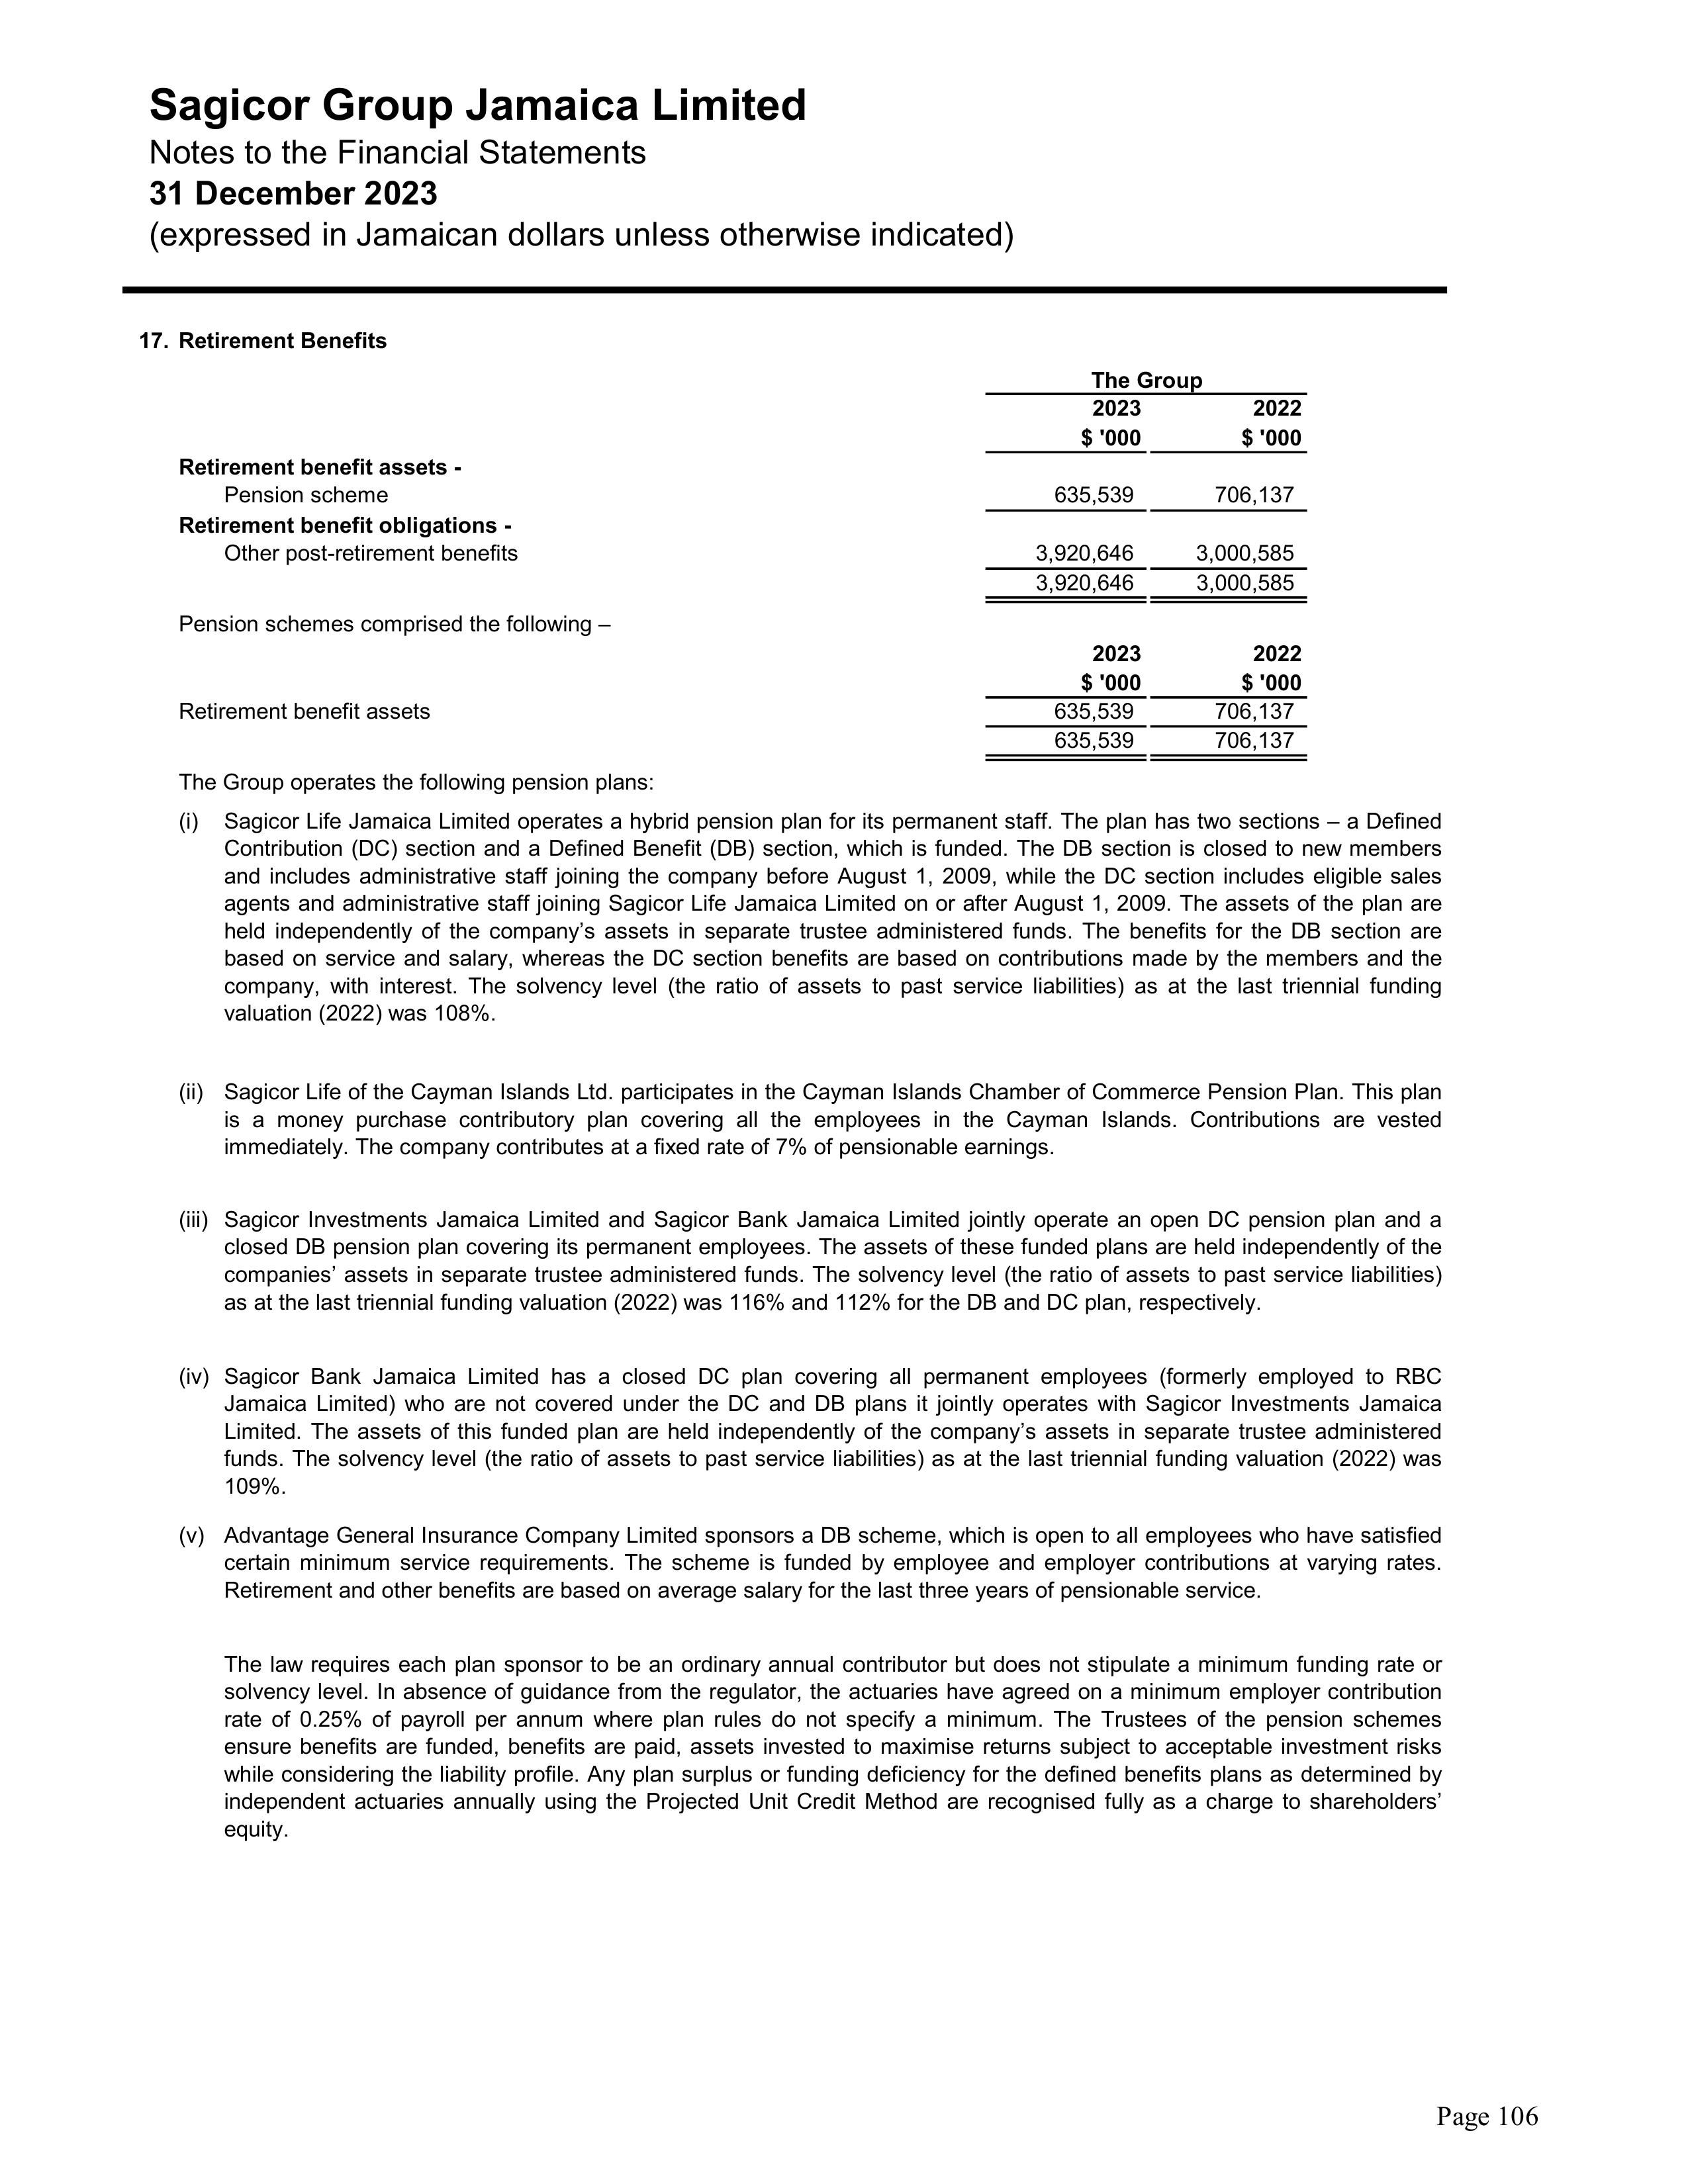 Sagicor Group Jamaica Limited
Notes to the Financial Statements
31 December 2023
(expressed in Jamaican dollars unless otherwise indicated)
17. Retirement Benefits
The Group
2023 2022
$ '000 $ '000
Retirement benefit assets -
Pension scheme 635,539 706,137
Retirement benefit obligations -
Other post-retirement benefits 3,920,646 3,000,585
3,920,646 3,000,585
Pension schemes comprised the following –
2023 2022
$ '000 $ '000
Retirement benefit assets 635,539 706,137
635,539 706,137
The Group operates the following pension plans:
(i) Sagicor Life Jamaica Limited operates a hybrid pension plan for its permanent staff. The plan has two sections – a Defined
Contribution (DC) section and a Defined Benefit (DB) section, which is funded. The DB section is closed to new members
and includes administrative staff joining the company before August 1, 2009, while the DC section includes eligible sales
agents and administrative staff joining Sagicor Life Jamaica Limited on or after August 1, 2009. The assets of the plan are
held independently of the company’s assets in separate trustee administered funds. The benefits for the DB section are
based on service and salary, whereas the DC section benefits are based on contributions made by the members and the
company, with interest. The solvency level (the ratio of assets to past service liabilities) as at the last triennial funding
valuation (2022) was 108%.
(ii) Sagicor Life of the Cayman Islands Ltd. participates in the Cayman Islands Chamber of Commerce Pension Plan. This plan
is a money purchase contributory plan covering all the employees in the Cayman Islands. Contributions are vested
immediately. The company contributes at a fixed rate of 7% of pensionable earnings.
(iii) Sagicor Investments Jamaica Limited and Sagicor Bank Jamaica Limited jointly operate an open DC pension plan and a
closed DB pension plan covering its permanent employees. The assets of these funded plans are held independently of the
companies’ assets in separate trustee administered funds. The solvency level (the ratio of assets to past service liabilities)
as at the last triennial funding valuation (2022) was 116% and 112% for the DB and DC plan, respectively.
(iv) Sagicor Bank Jamaica Limited has a closed DC plan covering all permanent employees (formerly employed to RBC
Jamaica Limited) who are not covered under the DC and DB plans it jointly operates with Sagicor Investments Jamaica
Limited. The assets of this funded plan are held independently of the company’s assets in separate trustee administered
funds. The solvency level (the ratio of assets to past service liabilities) as at the last triennial funding valuation (2022) was
109%.
(v) Advantage General Insurance Company Limited sponsors a DB scheme, which is open to all employees who have satisfied
certain minimum service requirements. The scheme is funded by employee and employer contributions at varying rates.
Retirement and other benefits are based on average salary for the last three years of pensionable service.
The law requires each plan sponsor to be an ordinary annual contributor but does not stipulate a minimum funding rate or
solvency level. In absence of guidance from the regulator, the actuaries have agreed on a minimum employer contribution
rate of 0.25% of payroll per annum where plan rules do not specify a minimum. The Trustees of the pension schemes
ensure benefits are funded, benefits are paid, assets invested to maximise returns subject to acceptable investment risks
while considering the liability profile. Any plan surplus or funding deficiency for the defined benefits plans as determined by
independent actuaries annually using the Projected Unit Credit Method are recognised fully as a charge to shareholders’
equity.
Page 106